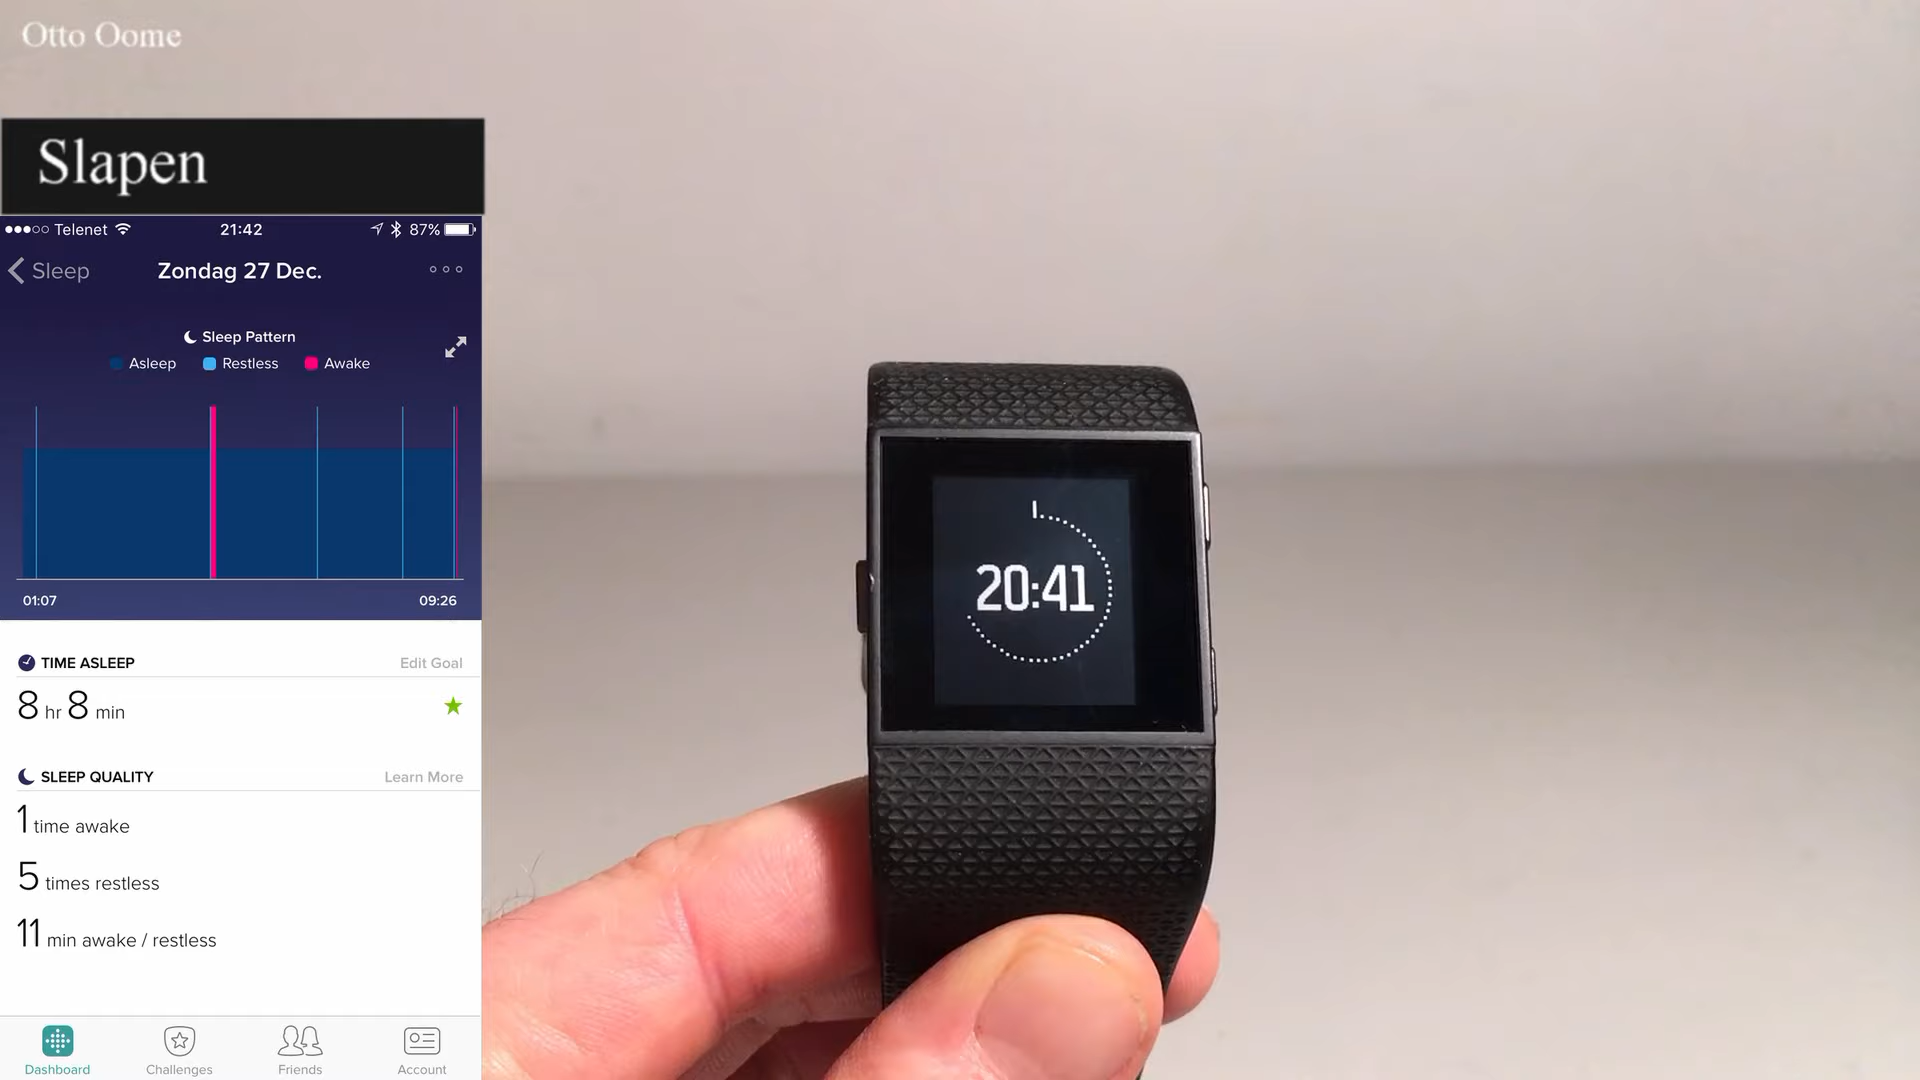 Otto Oome
Slapen
Telenet 21:42 87%
Sleep Zondag 27 Dec.
Sleep Pattern
Asleep Restless Awake
01:07 09:26
TIME ASLEEP Edit Goal
8 hr 8 min
SLEEP QUALITY Learn More
1 time awake
5 times restless
11 min awake / restless
Dashboard Challenges Friends Account
20:41